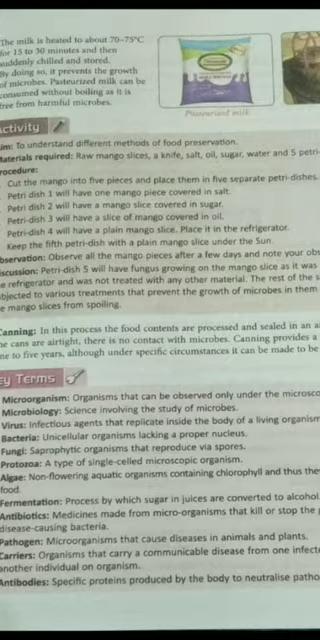 The milk is heated to about 70–75°C
for 15 to 30 minutes and then
suddenly chilled and stored.
By doing so, it prevents the growth
of microbes. Pasteurized milk can be
consumed without boiling as it is
free from harmful microbes.
Pasteurised milk
Activity
Aim: To understand different methods of food preservation.
Materials required: Raw mango slices, a knife, salt, oil, sugar, water and 5 petri-
Procedure:
Cut the mango into five pieces and place them in five separate petri-dishes.
Petri dish 1 will have one mango piece covered in salt.
Petri dish 2 will have a mango slice covered in sugar.
Petri-dish 3 will have a slice of mango covered in oil.
Petri-dish 4 will have a plain mango slice. Place it in the refrigerator.
Keep the fifth petri-dish with a plain mango slice under the Sun.
bservation: Observe all the mango pieces after a few days and note your obs
iscussion: Petri-dish 5 will have fungus growing on the mango slice as it was
e refrigerator and was not treated with any other material. The rest of the s
bjected to various treatments that prevent the growth of microbes in them
e mango slices from spoiling.
Canning: In this process the food contents are processed and sealed in an a
he cans are airtight, there is no contact with microbes. Canning provides a
ne to five years, although under specific circumstances it can be made to be
ey Terms
Microorganism: Organisms that can be observed only under the microsco
Microbiology: Science involving the study of microbes.
Virus: Infectious agents that replicate inside the body of a living organism
Bacteria: Unicellular organisms lacking a proper nucleus.
Fungi: Saprophytic organisms that reproduce via spores.
Protozoa: A type of single-celled microscopic organism.
Algae: Non-flowering aquatic organisms containing chlorophyll and thus the
food.
Fermentation: Process by which sugar in juices are converted to alcohol
Antibiotics: Medicines made from micro-organisms that kill or stop the
disease-causing bacteria.
Pathogen: Microorganisms that cause diseases in animals and plants.
Carriers: Organisms that carry a communicable disease from one infect
another individual on organism.
Antibodies: Specific proteins produced by the body to neutralise patho